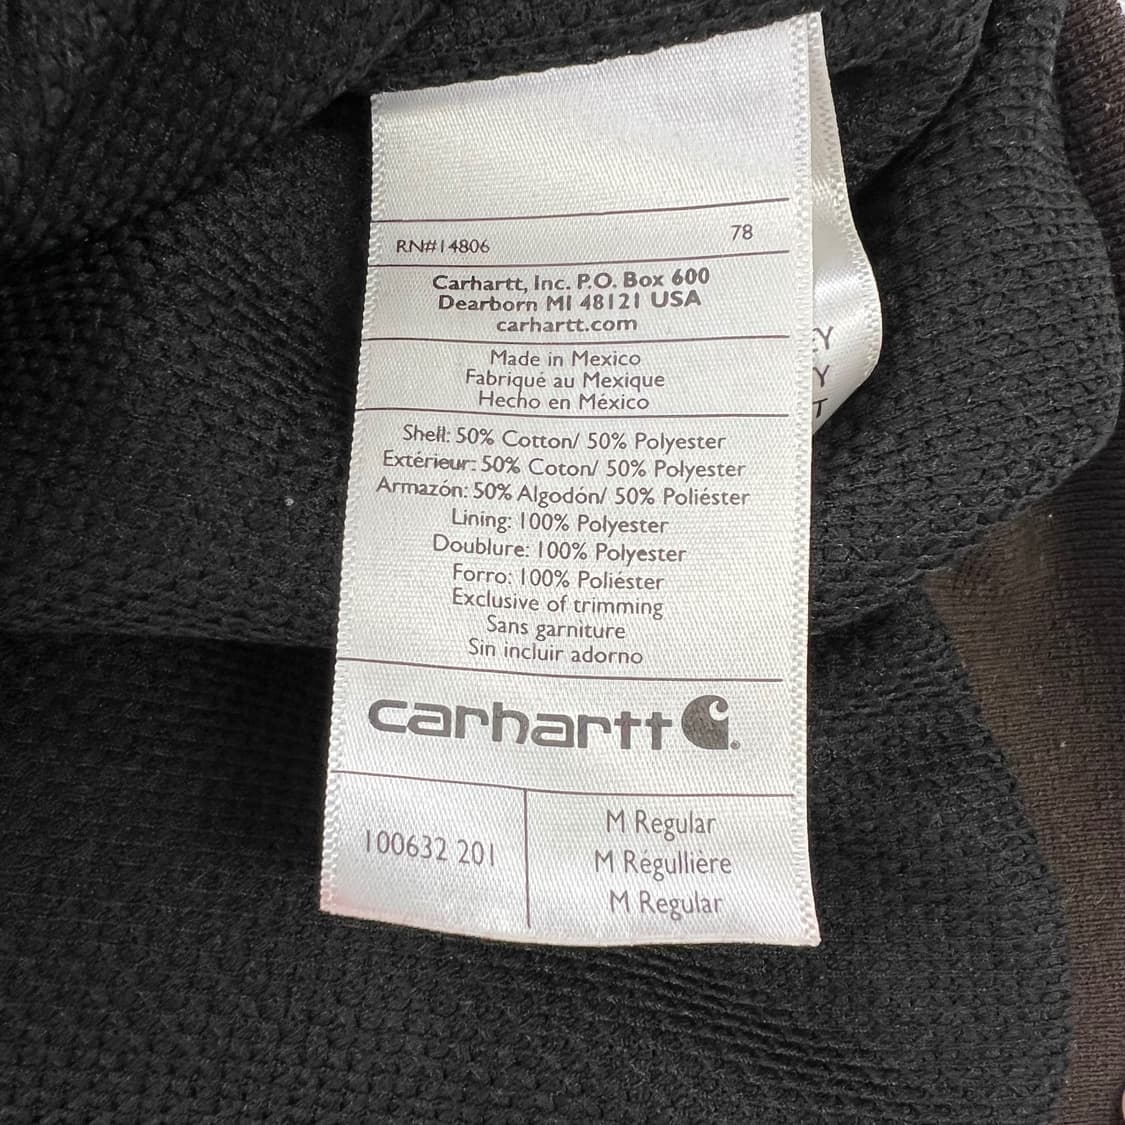 RN#14806 78
Carhartt, Inc. P.O. Box 600
Dearborn MI 48121 USA
carhartt.com
Made in Mexico
Fabriqué au Mexique
Hecho en México
Shell: 50% Cotton/ 50% Polyester
Extérieur: 50% Coton/ 50% Polyester
Armazón: 50% Algodón/ 50% Poliéster
Lining: 100% Polyester
Doublure: 100% Polyester
Forro: 100% Poliéster
Exclusive of trimming
Sans garniture
Sin incluir adorno
carhartt
100632 201
M Regular
M Régullière
M Regular